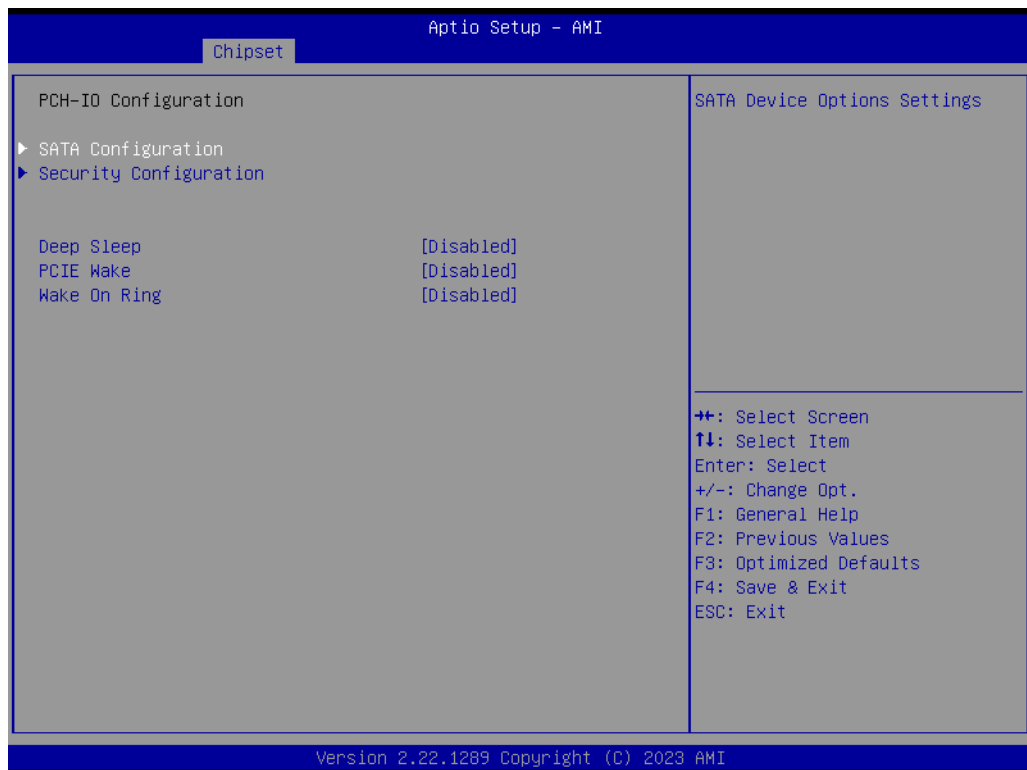 Aptio Setup – AMI
Chipset
PCH-IO Configuration
SATA Configuration
Security Configuration
Deep Sleep [Disabled]
PCIE Wake [Disabled]
Wake On Ring [Disabled]
SATA Device Options Settings
→←: Select Screen
↑↓: Select Item
Enter: Select
+/-: Change Opt.
F1: General Help
F2: Previous Values
F3: Optimized Defaults
F4: Save & Exit
ESC: Exit
Version 2.22.1289 Copyright (C) 2023 AMI